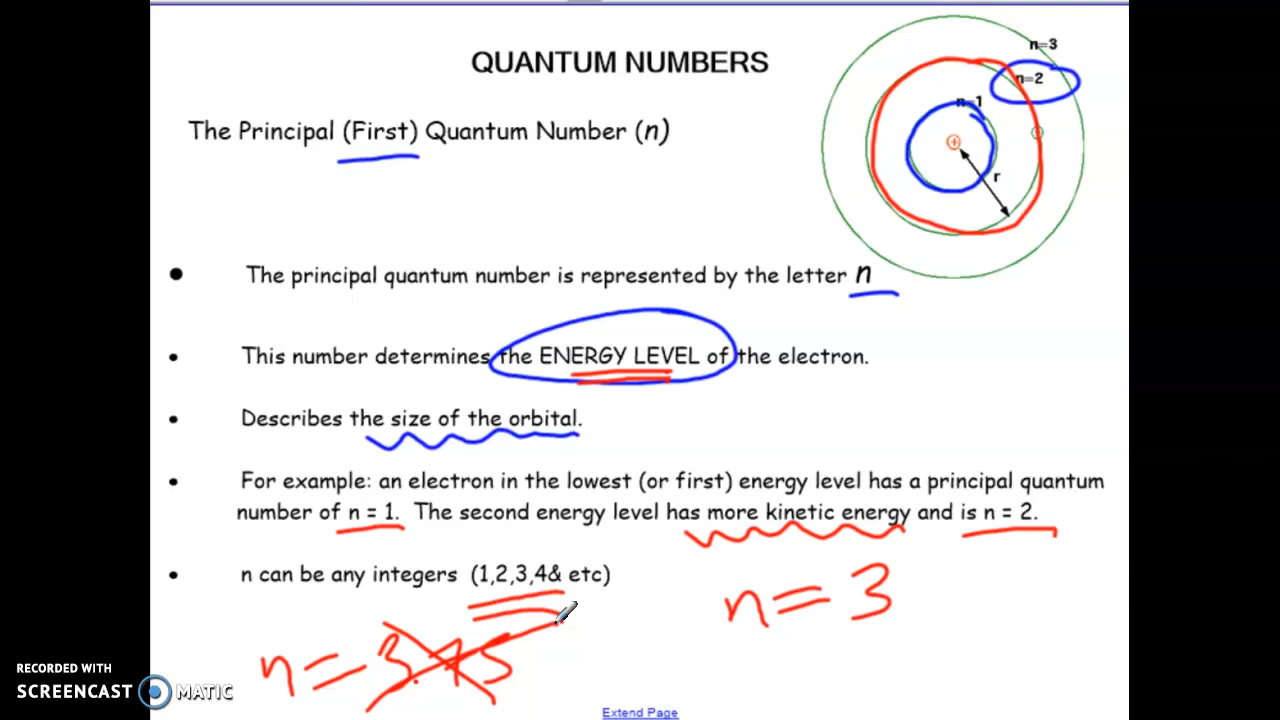 QUANTUM NUMBERS
n=3
n=2
n=1
r
The Principal (First) Quantum Number (n)
• The principal quantum number is represented by the letter n
• This number determines the ENERGY LEVEL of the electron.
• Describes the size of the orbital.
• For example: an electron in the lowest (or first) energy level has a principal quantum
number of n = 1. The second energy level has more kinetic energy and is n = 2.
• n can be any integers (1,2,3,4& etc)
n = 3
n = 3.75
RECORDED WITH
SCREENCAST MATIC
Extend Page